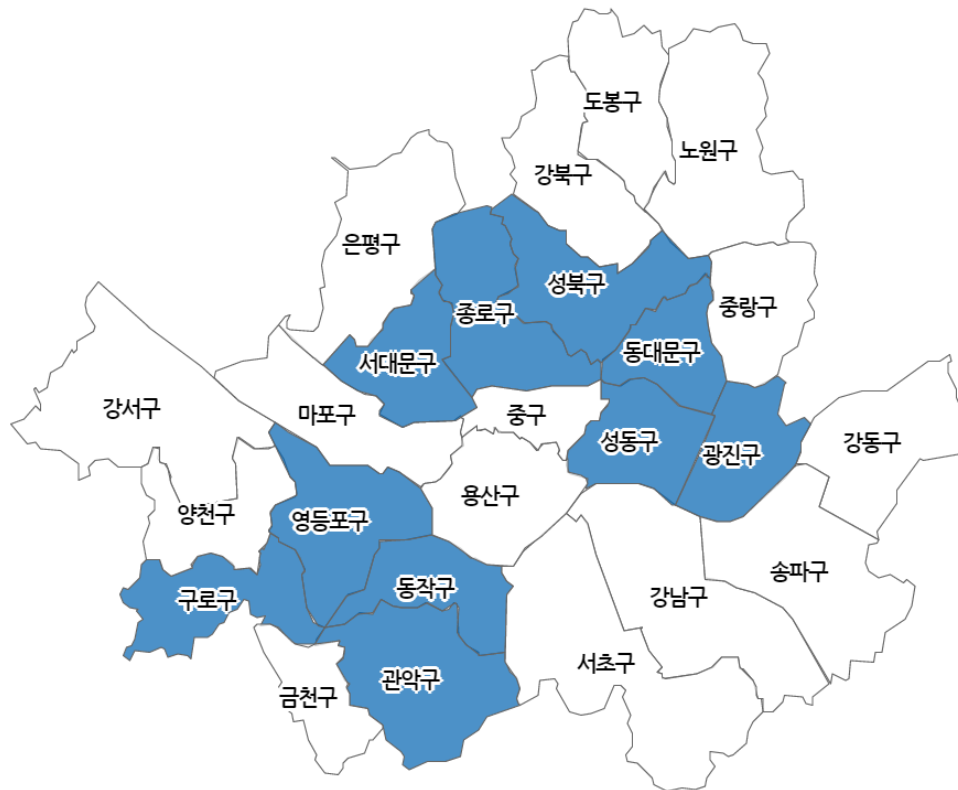 도봉구
노원구
강북구
은평구
성북구
중랑구
종로구
동대문구
서대문구
강서구
마포구
중구
성동구
광진구
강동구
용산구
양천구
영등포구
송파구
동작구
구로구
강남구
서초구
관악구
금천구